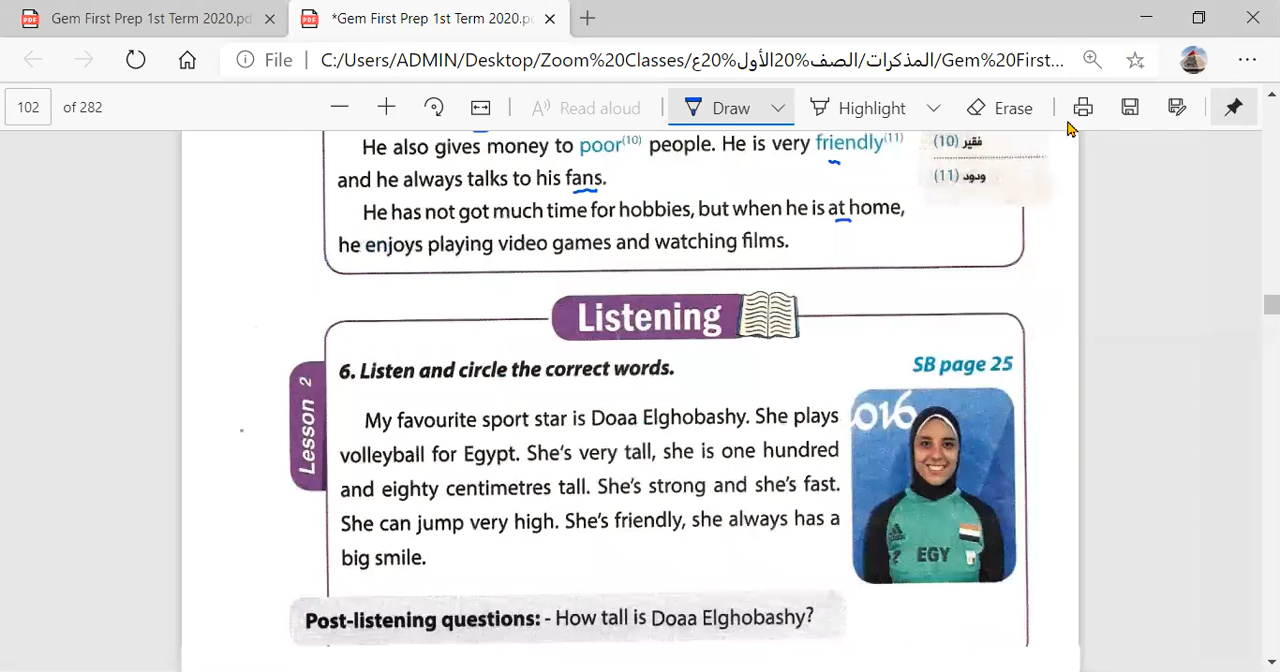 Gem First Prep 1st Term 2020.pd
*Gem First Prep 1st Term 2020.p
File
C:/Users/ADMIN/Desktop/Zoom%20Classes/المذكرات/الصف%20الأول%20ع/Gem%20First...
102 of 282
A Read aloud
Draw
Highlight
Erase
He also gives money to poor(10) people. He is very friendly(11)
and he always talks to his fans.
He has not got much time for hobbies, but when he is at home,
he enjoys playing video games and watching films.
(10) فقير
(11) ودود
Listening
Lesson 2
6. Listen and circle the correct words.
SB page 25
My favourite sport star is Doaa Elghobashy. She plays
volleyball for Egypt. She's very tall, she is one hundred
and eighty centimetres tall. She's strong and she's fast.
She can jump very high. She's friendly, she always has a
big smile.
016
EGY
Post-listening questions: - How tall is Doaa Elghobashy?